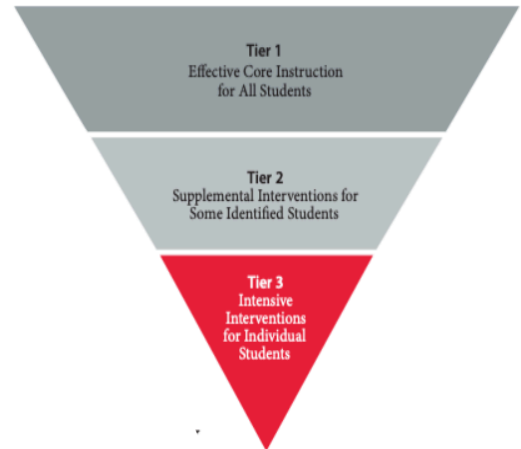 Tier 1
Effective Core Instruction
for All Students
Tier 2
Supplemental Interventions for
Some Identified Students
Tier 3
Intensive
Interventions
for Individual
Students